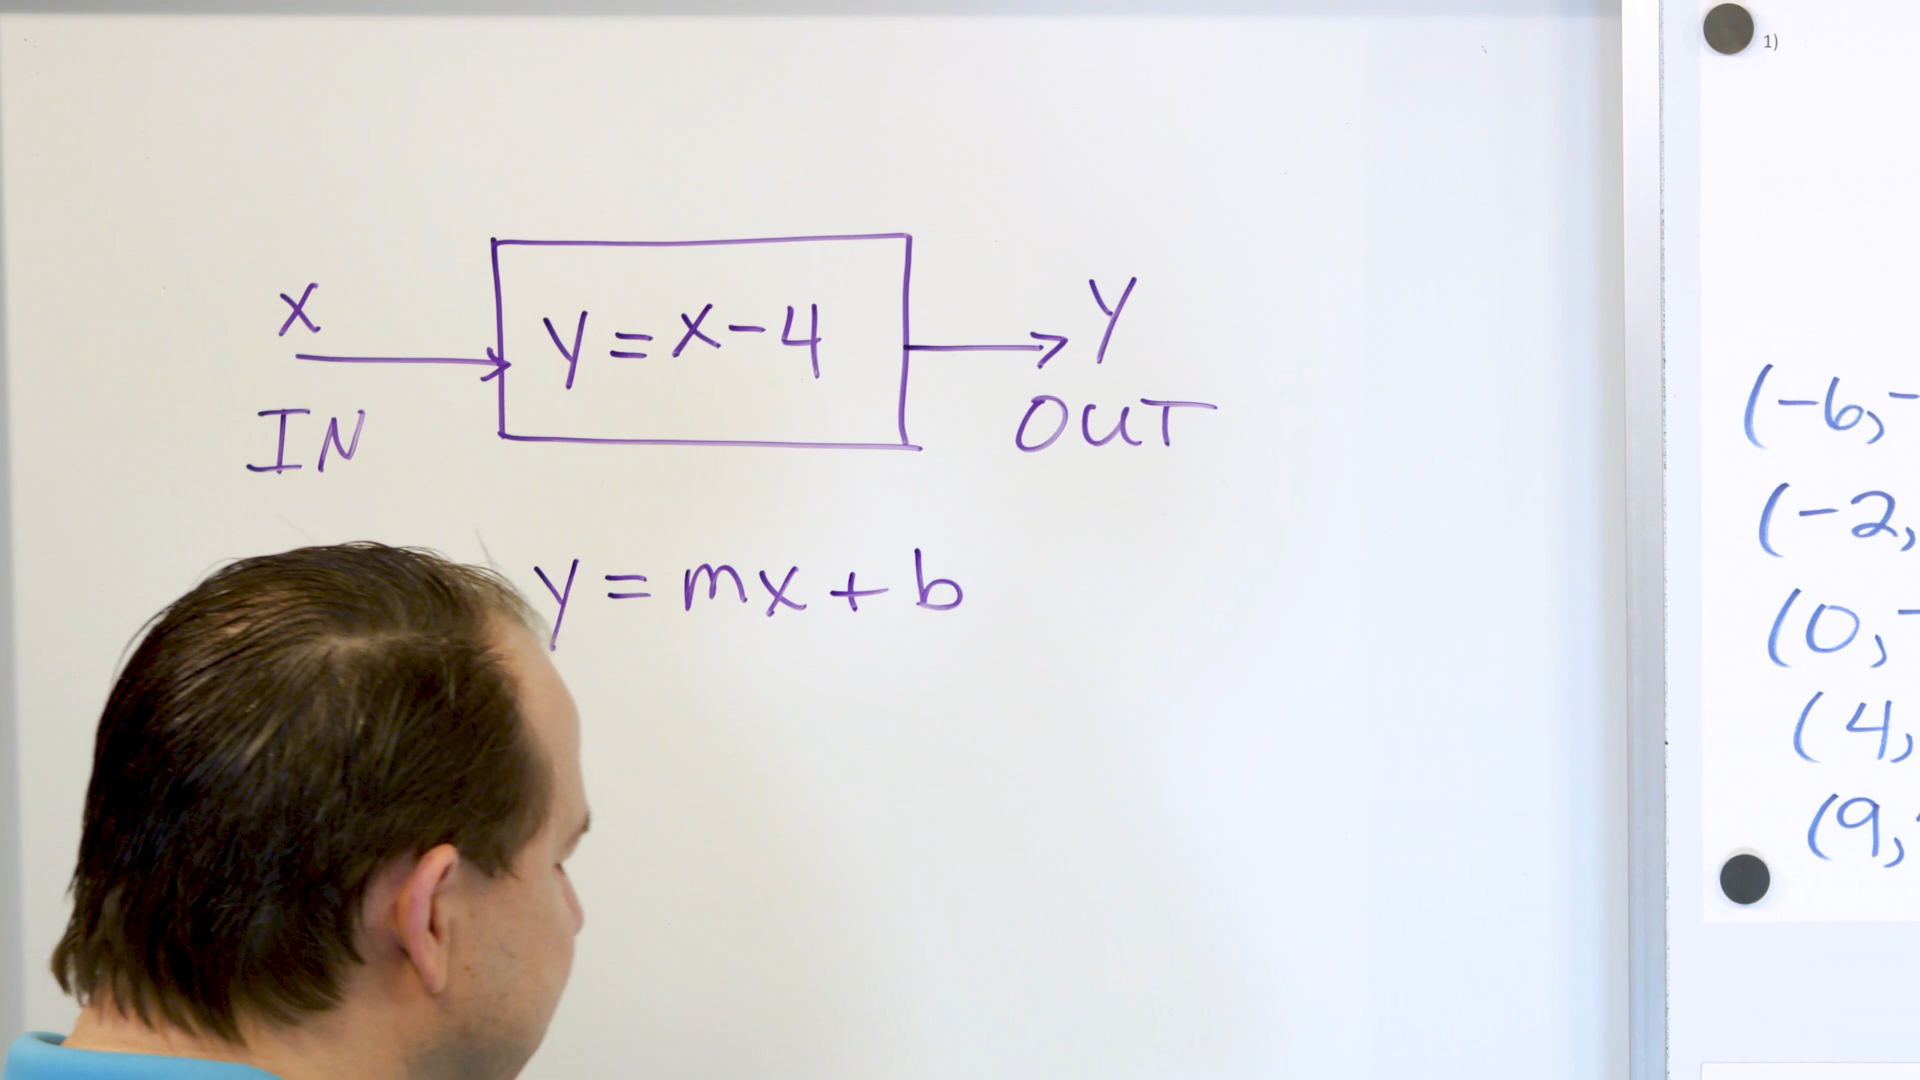 x
y = x - 4
y
IN
OUT
y = mx + b
1)
(-6, -
(-2,
(0, -
(4,
(9,